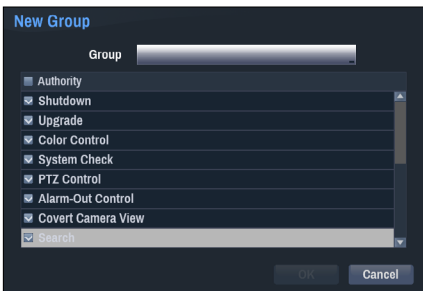 New Group
Group
Authority
Shutdown
Upgrade
Color Control
System Check
PTZ Control
Alarm-Out Control
Covert Camera View
Search
OK Cancel